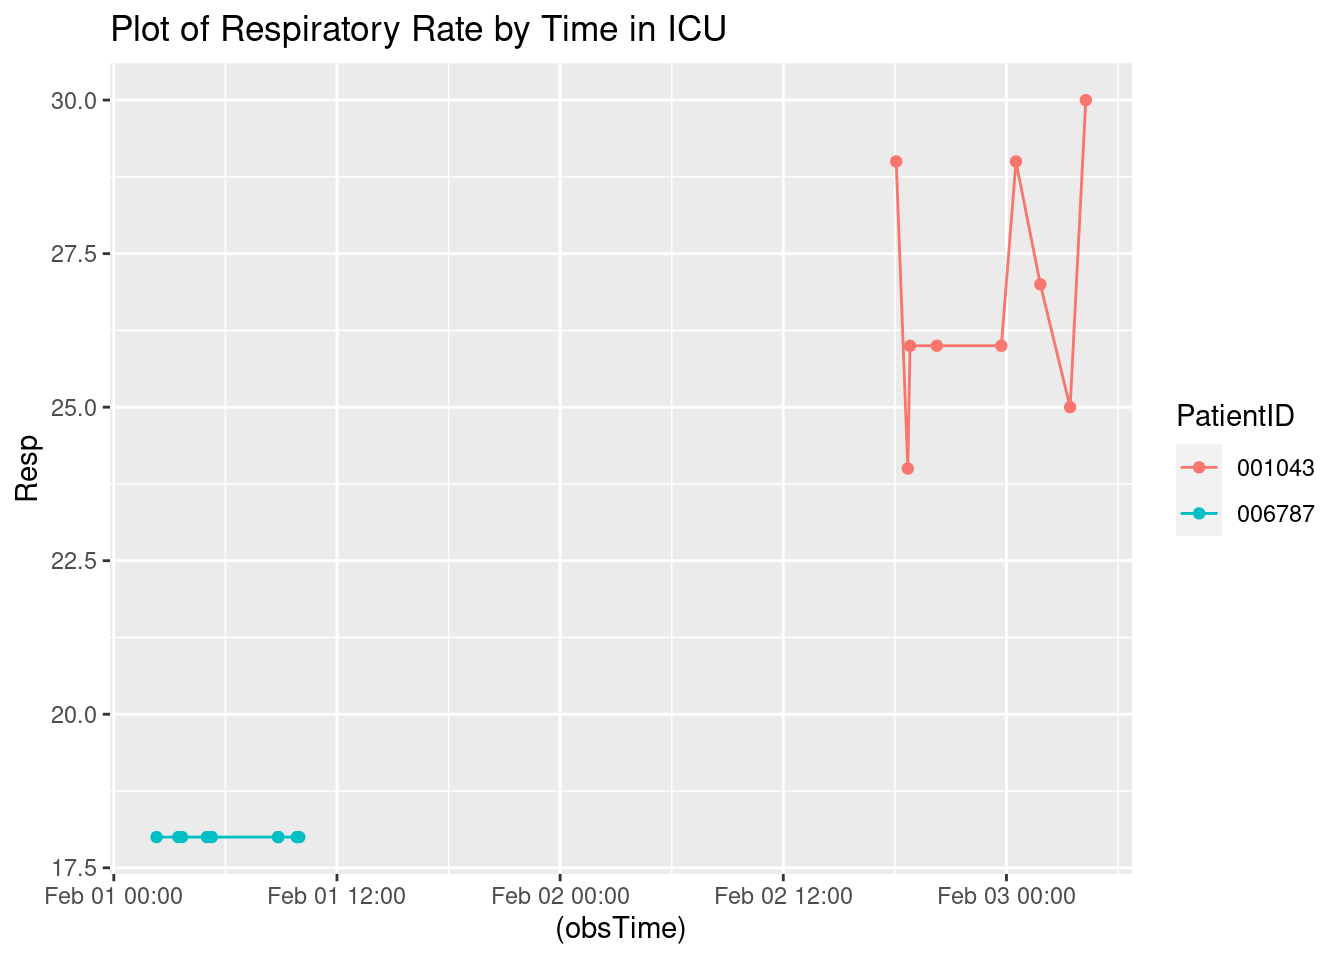 Plot of Respiratory Rate by Time in ICU
30.0
27.5
25.0
22.5
20.0
17.5
Resp
Feb 01 00:00 Feb 01 12:00 Feb 02 00:00 Feb 02 12:00 Feb 03 00:00
(obsTime)
PatientID
001043
006787